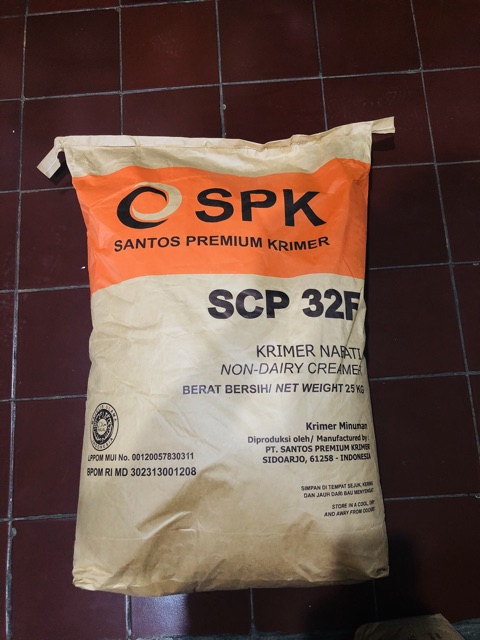 SPK
SANTOS PREMIUM KRIMER
SCP 32F
KRIMER NABATI
NON-DAIRY CREAMER
BERAT BERSIH/ NET WEIGHT 25 KG
Krimer Minuman
Diproduksi oleh/ Manufactured by :
PT. SANTOS PREMIUM KRIMER
SIDOARJO, 61258 - INDONESIA
LPPOM MUI No. 00120057830311
BPOM RI MD 302313001208
SIMPAN DI TEMPAT SEJUK, KERING
DAN JAUH DARI BAU MENYENGAT
STORE IN A COOL, DRY
AND AWAY FROM ODOURS